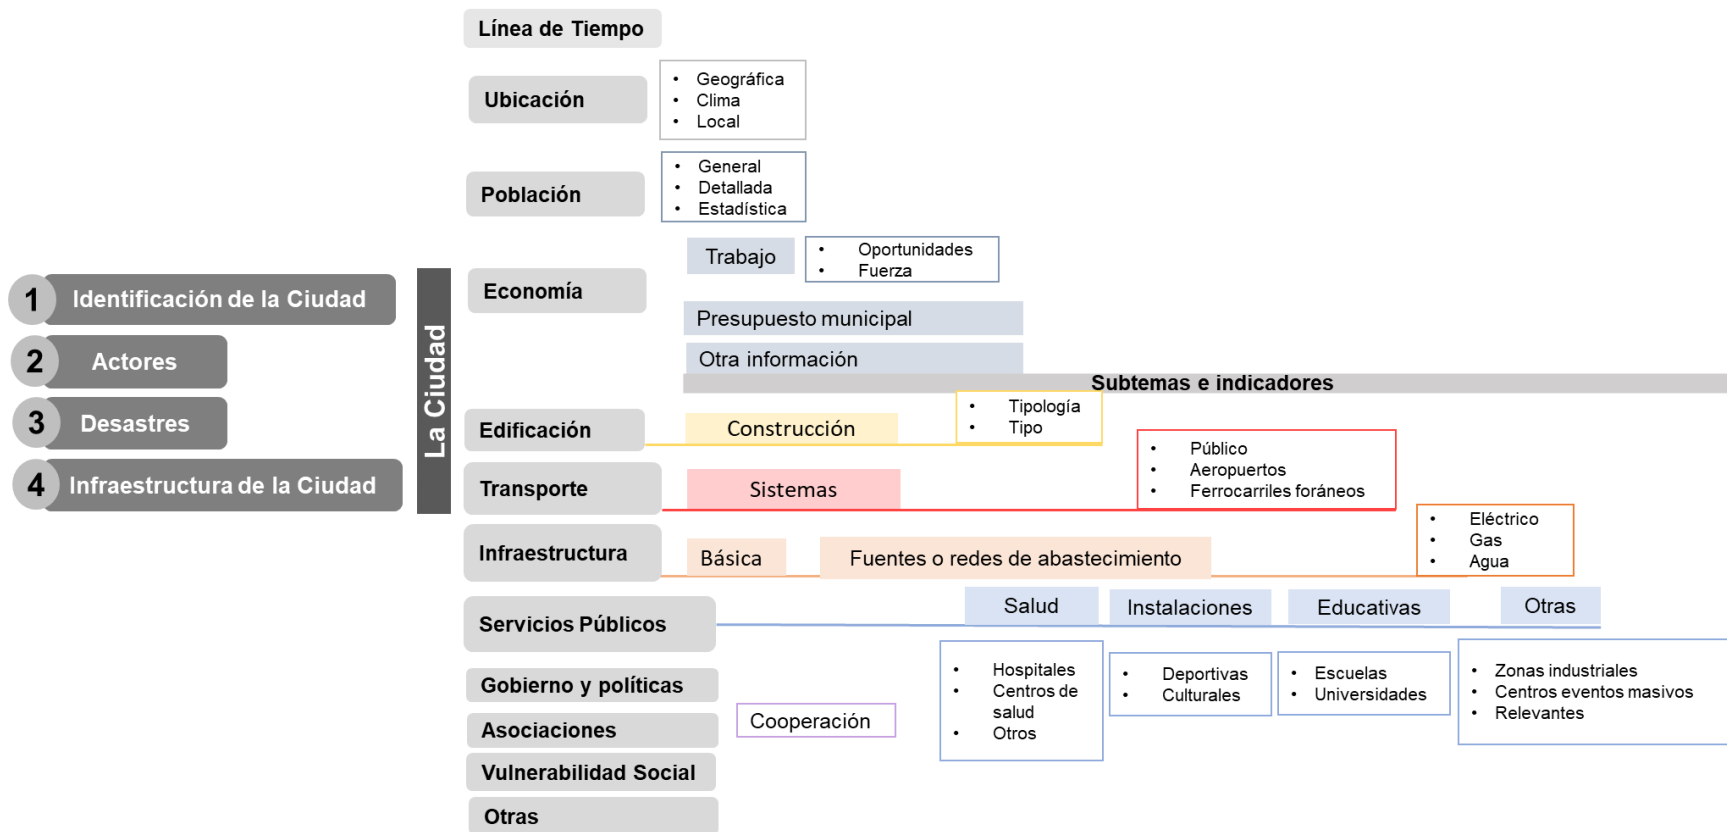 Línea de Tiempo
Ubicación
• Geográfica
• Clima
• Local
Población
• General
• Detallada
• Estadística
1 Identificación de la Ciudad
2 Actores
3 Desastres
4 Infraestructura de la Ciudad
La Ciudad
Economía
Trabajo
• Oportunidades
• Fuerza
Presupuesto municipal
Otra información
Subtemas e indicadores
Edificación
Construcción
• Tipología
• Tipo
Transporte
Sistemas
• Público
• Aeropuertos
• Ferrocarriles foráneos
Infraestructura
Básica
Fuentes o redes de abastecimiento
• Eléctrico
• Gas
• Agua
Servicios Públicos
Salud
• Hospitales
• Centros de
salud
• Otros
Instalaciones
• Deportivas
• Culturales
Educativas
• Escuelas
• Universidades
Otras
• Zonas industriales
• Centros eventos masivos
• Relevantes
Gobierno y políticas
Asociaciones
Cooperación
Vulnerabilidad Social
Otras